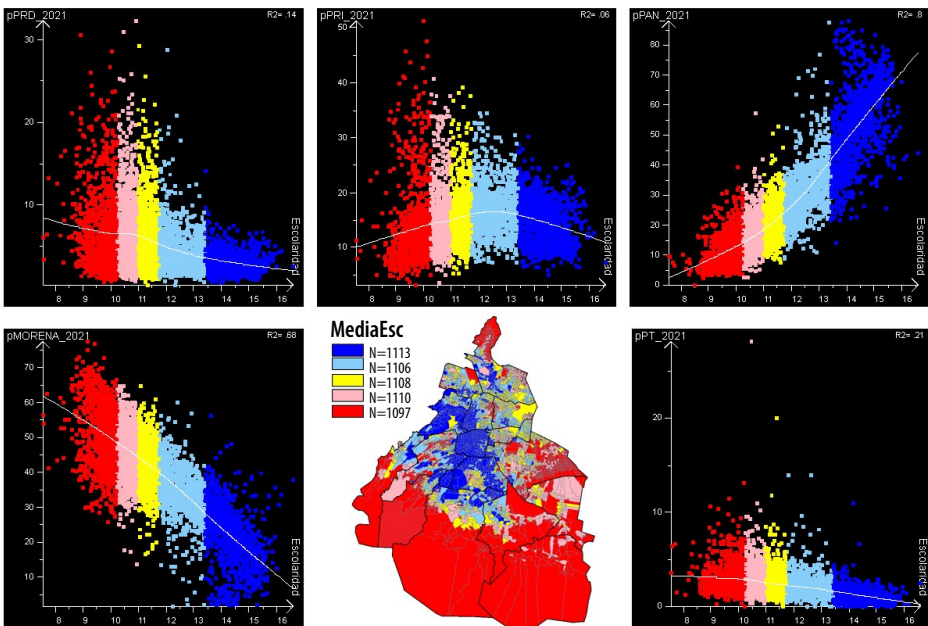 pPRD_2021
R2= .14
30
20
10
Escolaridad
8 9 10 11 12 13 14 15 16
pPRI_2021
R2= .06
50
40
30
20
10
Escolaridad
8 9 10 11 12 13 14 15 16
pPAN_2021
R2= .8
80
70
60
50
40
30
20
10
0
Escolaridad
8 9 10 11 12 13 14 15 16
pMORENA_2021
R2= .68
70
60
50
40
30
20
10
Escolaridad
8 9 10 11 12 13 14 15 16
MediaEsc
N=1113
N=1106
N=1108
N=1110
N=1097
pPT_2021
R2= .21
20
10
0
Escolaridad
8 9 10 11 12 13 14 15 16